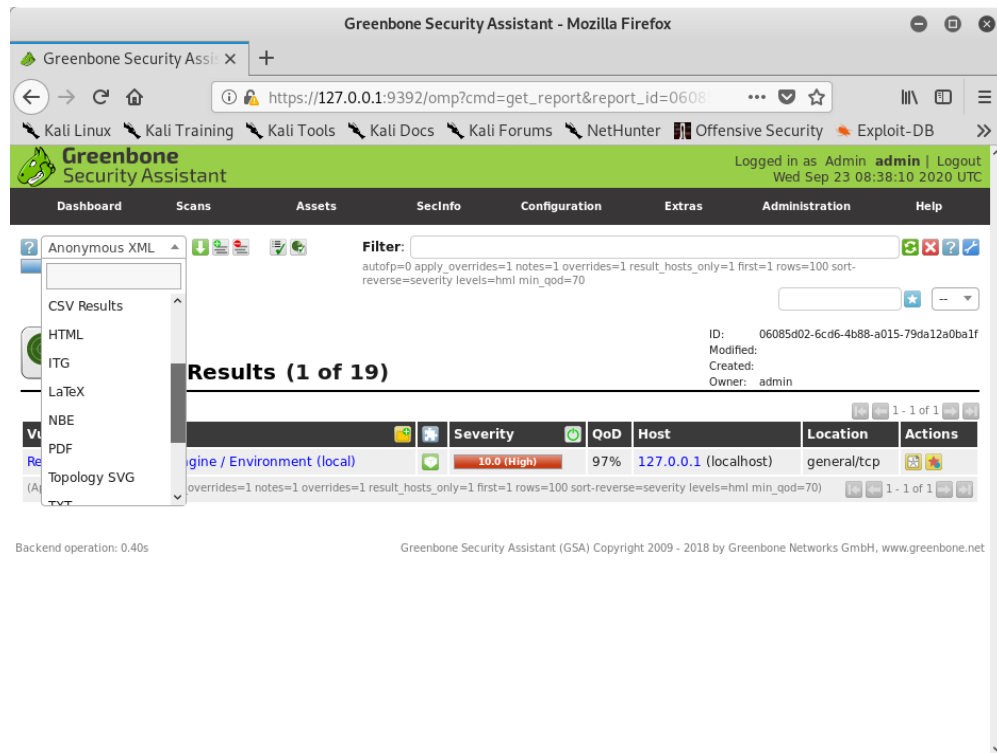 Greenbone Security Assistant - Mozilla Firefox
Greenbone Security Assis
https://127.0.0.1:9392/omp?cmd=get_report&report_id=0608
Kali Linux Kali Training Kali Tools Kali Docs Kali Forums NetHunter Offensive Security Exploit-DB
Greenbone
Security Assistant
Logged in as Admin admin | Logout
Wed Sep 23 08:38:10 2020 UTC
Dashboard Scans Assets SecInfo Configuration Extras Administration Help
Anonymous XML
Filter:
autofp=0 apply_overrides=1 notes=1 overrides=1 result_hosts_only=1 first=1 rows=100 sort-
reverse=severity levels=hml min_qod=70
--
CSV Results
HTML
ITG
LaTeX
NBE
PDF
Topology SVG
TXT
ID: 06085d02-6cd6-4b88-a015-79da12a0ba1f
Modified:
Created:
Owner: admin
Results (1 of 19)
1 - 1 of 1
Vu Severity QoD Host Location Actions
Re gine / Environment (local) 10.0 (High) 97% 127.0.0.1 (localhost) general/tcp
(Ap overrides=1 notes=1 overrides=1 result_hosts_only=1 first=1 rows=100 sort-reverse=severity levels=hml min_qod=70) 1 - 1 of 1
Backend operation: 0.40s
Greenbone Security Assistant (GSA) Copyright 2009 - 2018 by Greenbone Networks GmbH, www.greenbone.net